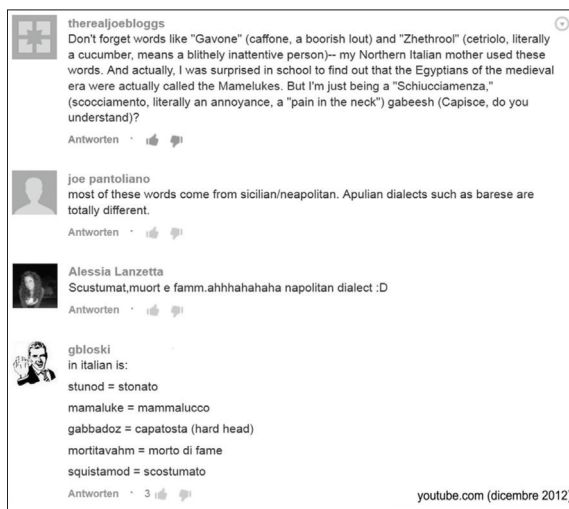 therealjoebloggs
Don't forget words like "Gavone" (caffone, a boorish lout) and "Zhethrool" (cetriolo, literally
a cucumber, means a blithely inattentive person)-- my Northern Italian mother used these
words. And actually, I was surprised in school to find out that the Egyptians of the medieval
era were actually called the Mamelukes. But I'm just being a "Schiucciamenza,"
(scocciamento, literally an annoyance, a "pain in the neck") gabeesh (Capisce, do you
understand)?
Antworten ·
joe pantoliano
most of these words come from sicilian/neapolitan. Apulian dialects such as barese are
totally different.
Antworten ·
Alessia Lanzetta
Scustumat,muort e famm.ahhhahahaha napolitan dialect :D
Antworten ·
gbloski
in italian is:
stunod = stonato
mamaluke = mammalucco
gabbadoz = capatosta (hard head)
mortitavahm = morto di fame
squistamod = scostumato
Antworten · 3
youtube.com (dicembre 2012)